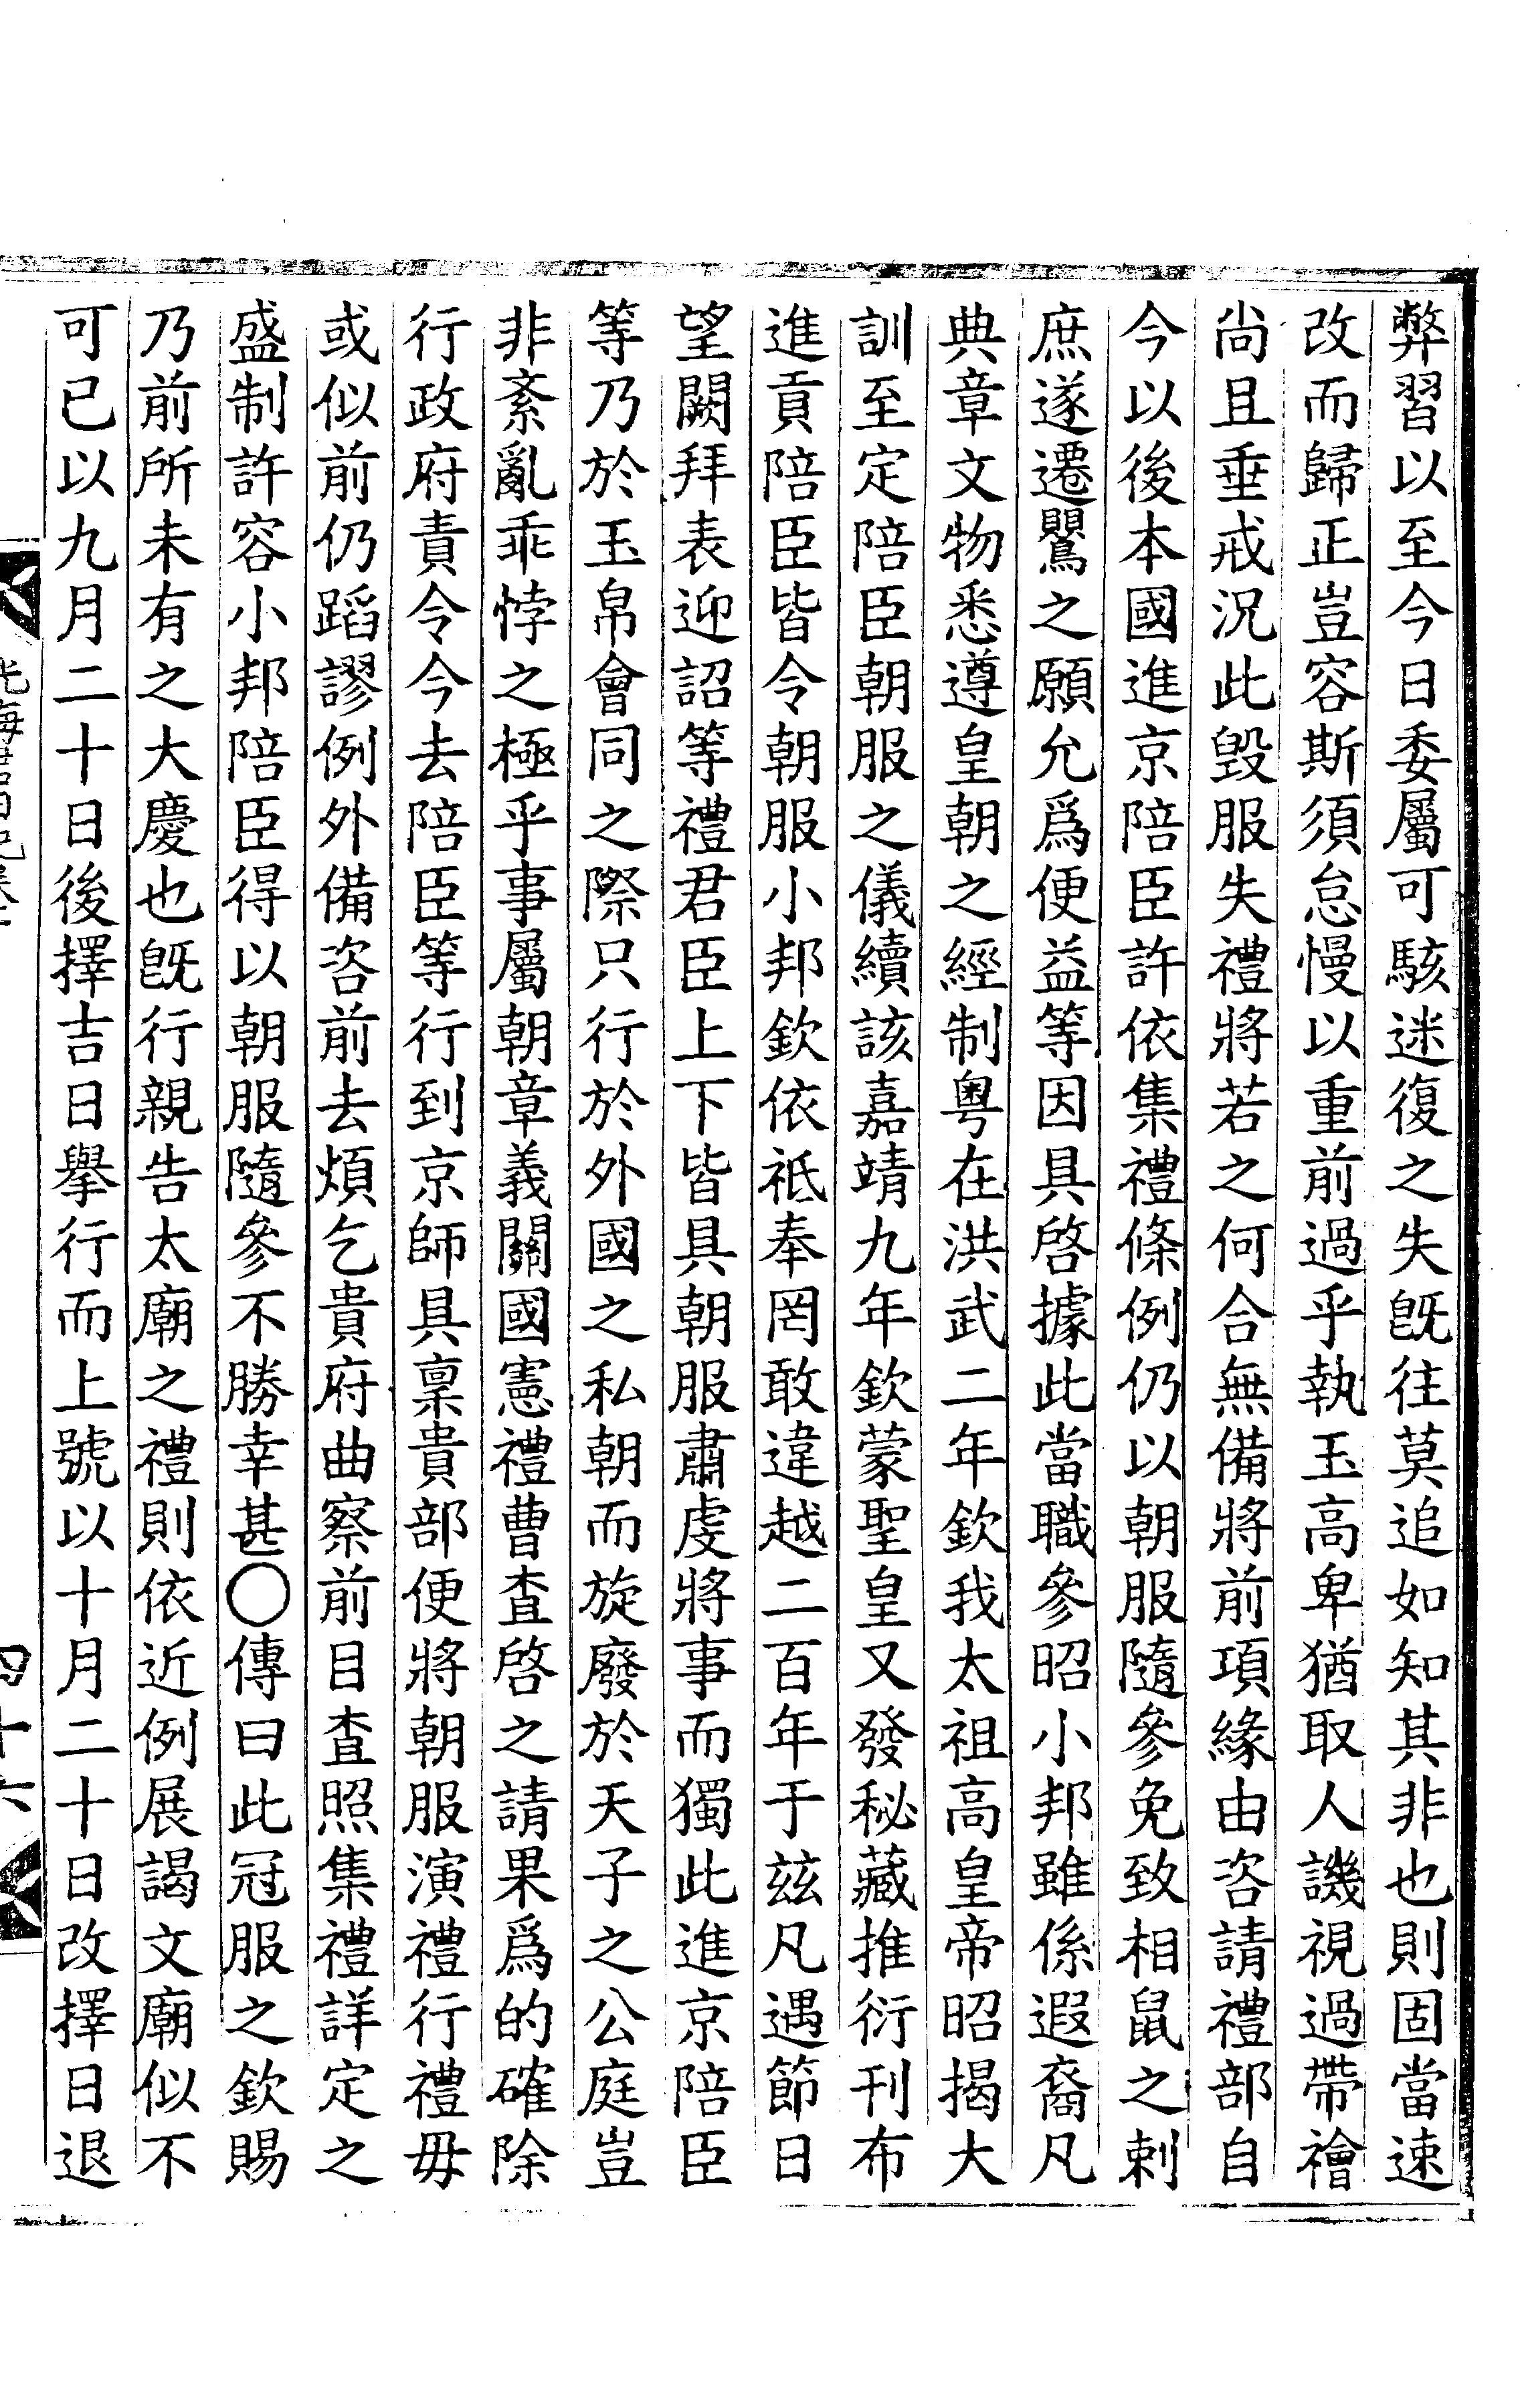 弊習以至今日委屬可駭迷復之失旣往莫追如知其非也則固當速
改而歸正豈容斯須怠慢以重前過乎執玉高卑猶取人譏視過帶襘
尙且垂戒況此毁服失禮將若之何合無備將前項緣由咨請禮部自
今以後本國進京陪臣許依集禮條例仍以朝服隨參免致相鼠之刺
庶遂遷鸎之願允爲便益等因具啓據此當職參昭小邦雖係遐裔凡
典章文物悉遵皇朝之經制粤在洪武二年欽我太祖高皇帝昭揭大
訓至定陪臣朝服之儀續該嘉靖九年欽蒙聖皇又發秘藏推衍刊布
進貢陪臣皆令朝服小邦欽依祗奉罔敢違越二百年于玆凡遇節日
望闕拜表迎詔等禮君臣上下皆具朝服肅虔將事而獨此進京陪臣
等乃於玉帛會同之際只行於外國之私朝而旋廢於天子之公庭豈
非紊亂乖悖之極乎事屬朝章義關國憲禮曹査啓之請果爲的確除
行政府責令今去陪臣等行到京師具稟貴部便將朝服演禮行禮毋
或似前仍蹈謬例外備咨前去煩乞貴府曲察前目査照集禮詳定之
盛制許容小邦陪臣得以朝服隨參不勝幸甚○傳曰此冠服之欽賜
乃前所未有之大慶也旣行親告太廟之禮則依近例展謁文廟似不
可已以九月二十日後擇吉日擧行而上號以十月二十日改擇日退
四十六